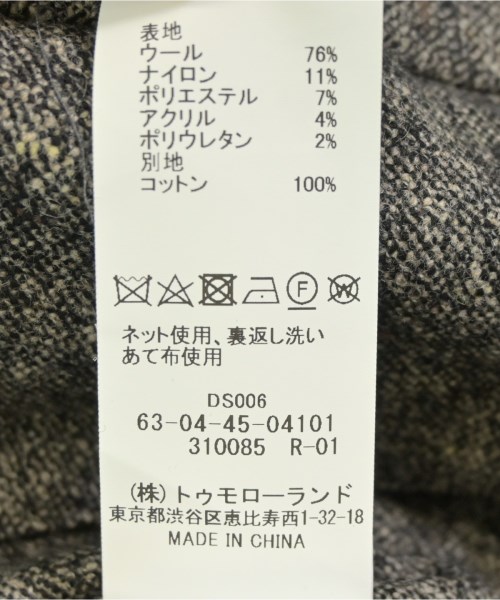 表地
ウール 76%
ナイロン 11%
ポリエステル 7%
アクリル 4%
ポリウレタン 2%
別地
コットン 100%
F W
ネット使用、裏返し洗い
あて布使用
DS006
63-04-45-04101
310085 R-01
(株)トゥモローランド
東京都渋谷区恵比寿西1-32-18
MADE IN CHINA